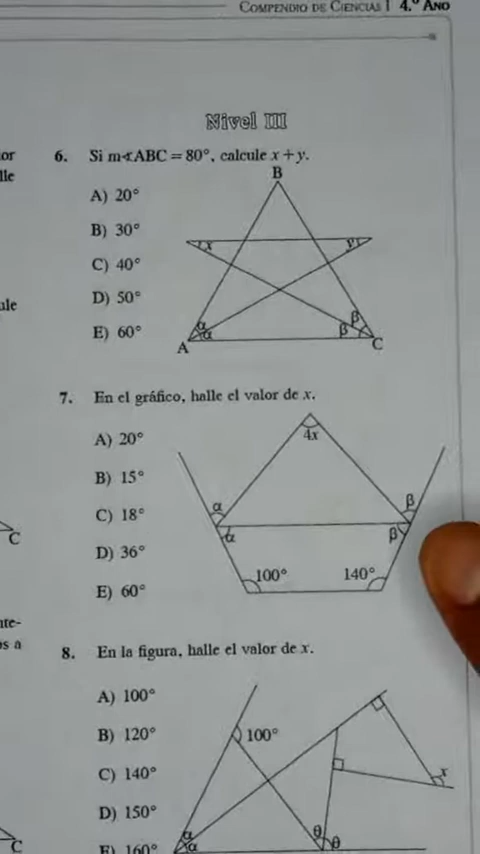 COMPENDIO DE CIENCIAS I 4.º AÑO
Nivel III
6. Si m∢ABC = 80°, calcule x + y.
A) 20°
B) 30°
C) 40°
D) 50°
E) 60°
B
x
y
α
α
β
β
A
C
7. En el gráfico, halle el valor de x.
A) 20°
B) 15°
C) 18°
D) 36°
E) 60°
4x
α
β
α
β
100°
140°
C
8. En la figura, halle el valor de x.
A) 100°
B) 120°
C) 140°
D) 150°
E) 160°
100°
x
α
α
θ
θ
C